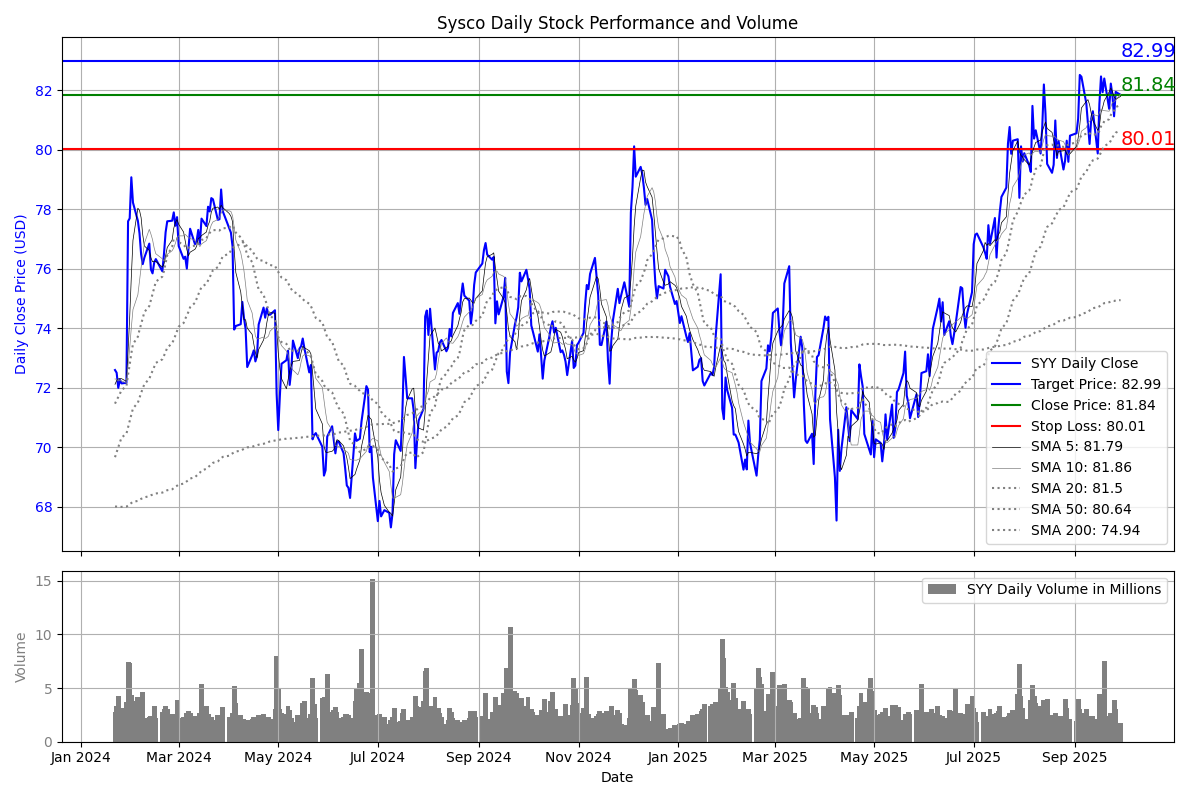 Sysco Daily Stock Performance and Volume
82.99
81.84
80.01
82
80
78
76
74
72
70
68
Daily Close Price (USD)
SYY Daily Close
Target Price: 82.99
Close Price: 81.84
Stop Loss: 80.01
SMA 5: 81.79
SMA 10: 81.86
SMA 20: 81.5
SMA 50: 80.64
SMA 200: 74.94
15
10
5
0
Volume
SYY Daily Volume in Millions
Jan 2024 Mar 2024 May 2024 Jul 2024 Sep 2024 Nov 2024 Jan 2025 Mar 2025 May 2025 Jul 2025 Sep 2025
Date